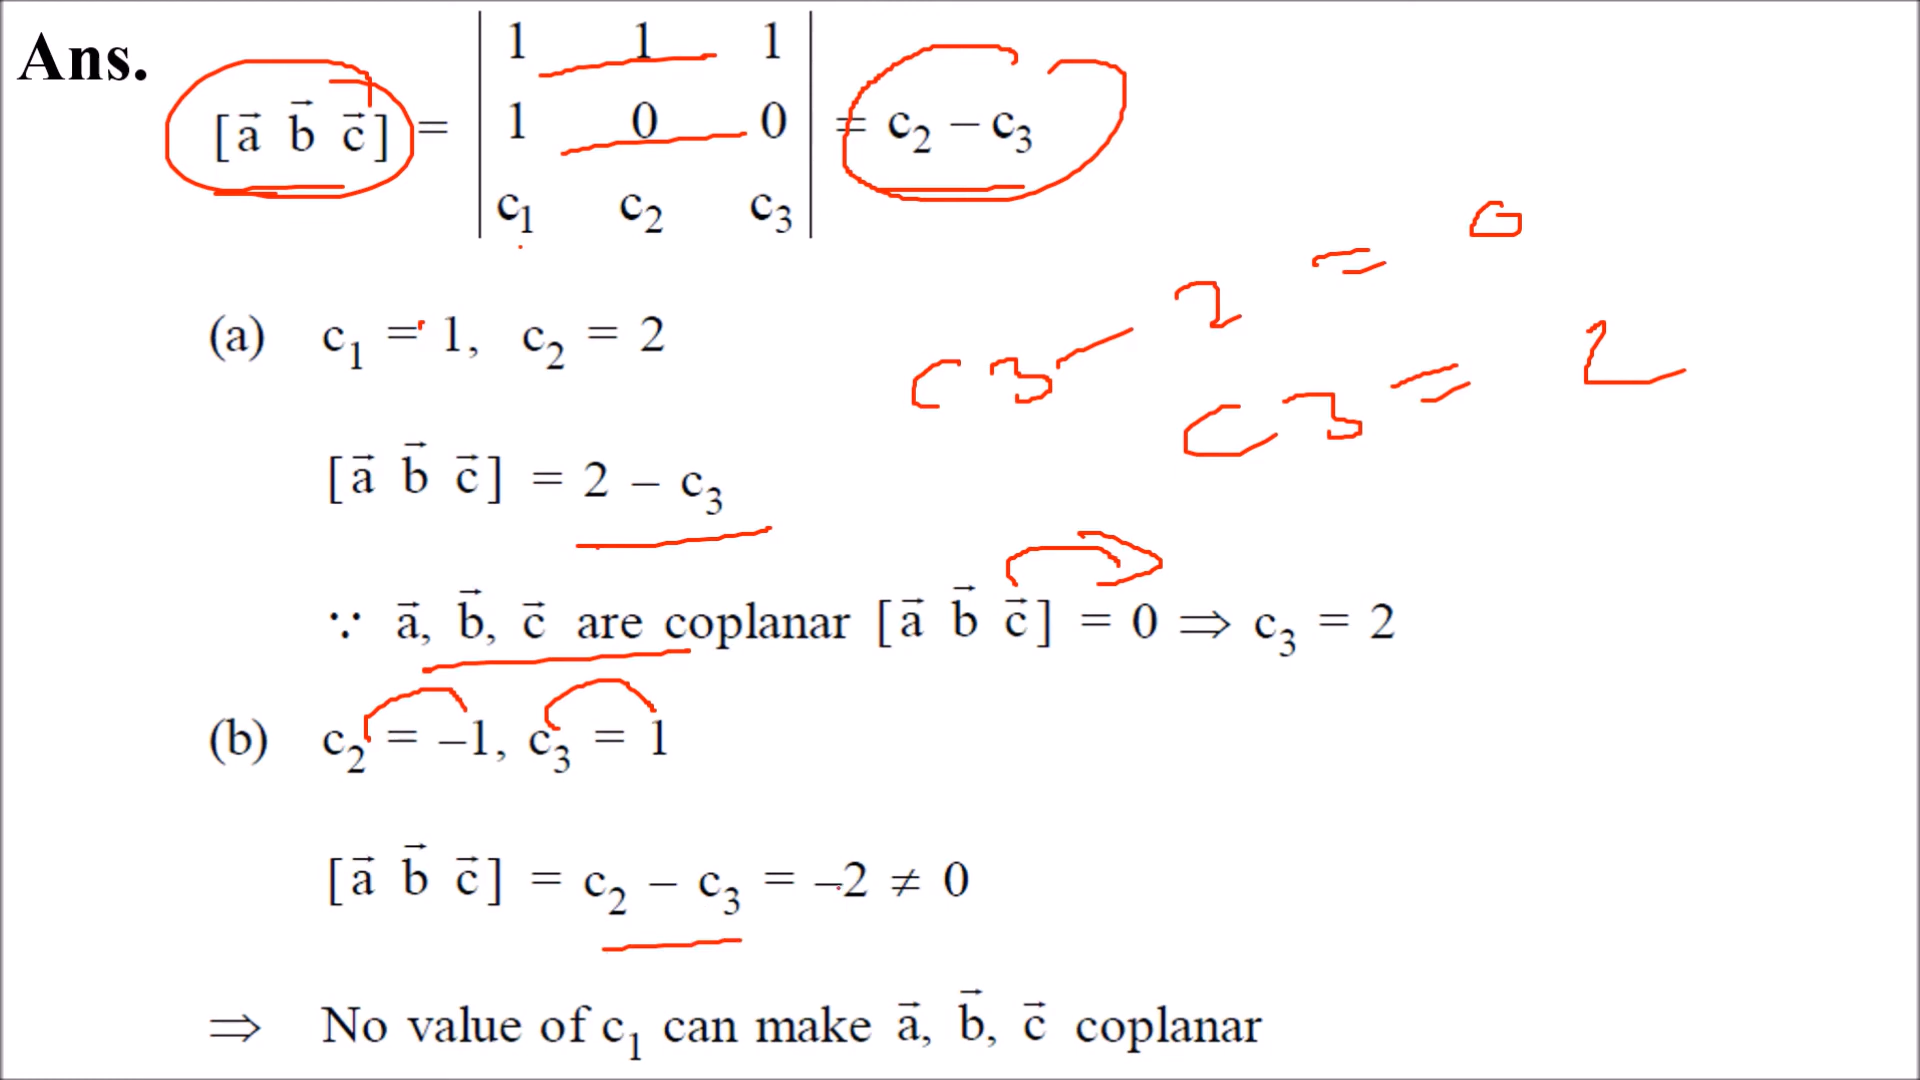 Ans.
[a⃗ b⃗ c⃗] = | 1 1 1 | = c₂ – c₃
| 1 0 0 |
| c₁ c₂ c₃ |
c3 – 2 = 0
(a) c₁ = 1, c₂ = 2
c3 = 2
[a⃗ b⃗ c⃗] = 2 – c₃
∵ a⃗, b⃗, c⃗ are coplanar [a⃗ b⃗ c⃗] = 0 ⇒ c₃ = 2
(b) c₂ = –1, c₃ = 1
[a⃗ b⃗ c⃗] = c₂ – c₃ = –2 ≠ 0
⇒ No value of c₁ can make a⃗, b⃗, c⃗ coplanar